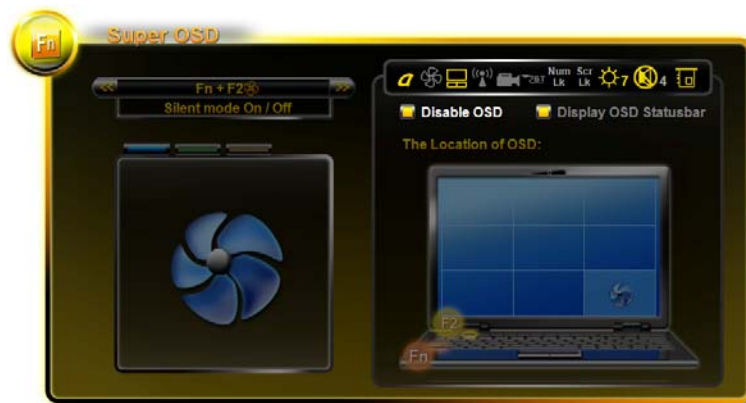 Super OSD
Fn
<< Fn + F2 >>
Silent mode On / Off
a Num Lk Scr Lk 7 4
Disable OSD Display OSD Statusbar
The Location of OSD:
F2
Fn